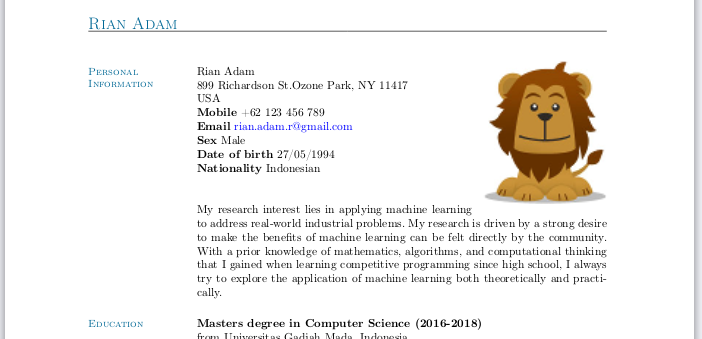 Rian Adam
Personal
Information
Rian Adam
899 Richardson St.Ozone Park, NY 11417
USA
Mobile +62 123 456 789
Email rian.adam.r@gmail.com
Sex Male
Date of birth 27/05/1994
Nationality Indonesian
My research interest lies in applying machine learning
to address real-world industrial problems. My research is driven by a strong desire
to make the benefits of machine learning can be felt directly by the community.
With a prior knowledge of mathematics, algorithms, and computational thinking
that I gained when learning competitive programming since high school, I always
try to explore the application of machine learning both theoretically and practi-
cally.
Education
Masters degree in Computer Science (2016-2018)
from Universitas Gadjah Mada, Indonesia